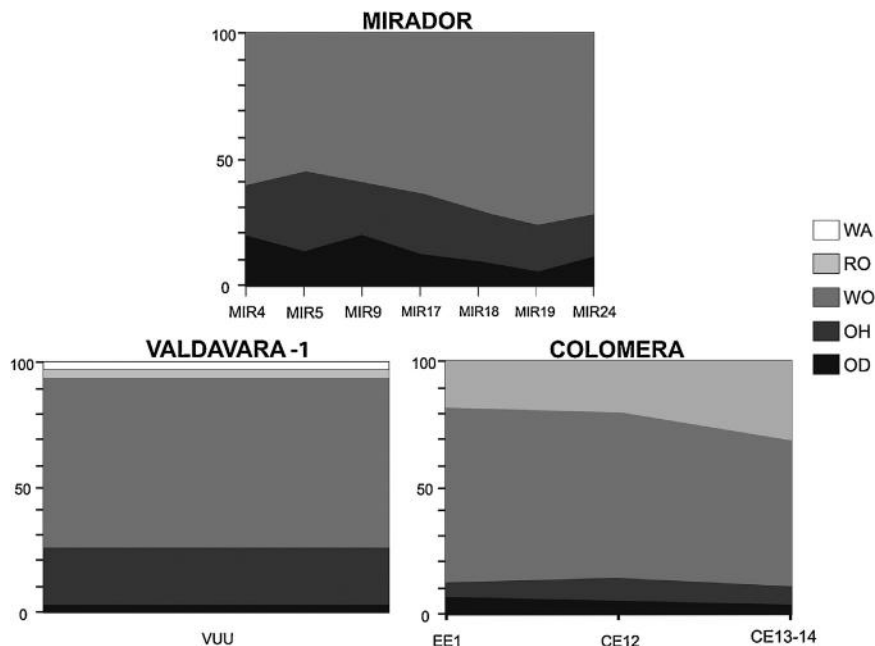 MIRADOR
100
50
0
MIR4 MIR5 MIR9 MIR17 MIR18 MIR19 MIR24
WA
RO
WO
OH
OD
VALDAVARA -1
100
50
0
VUU
COLOMERA
100
50
0
EE1 CE12 CE13-14